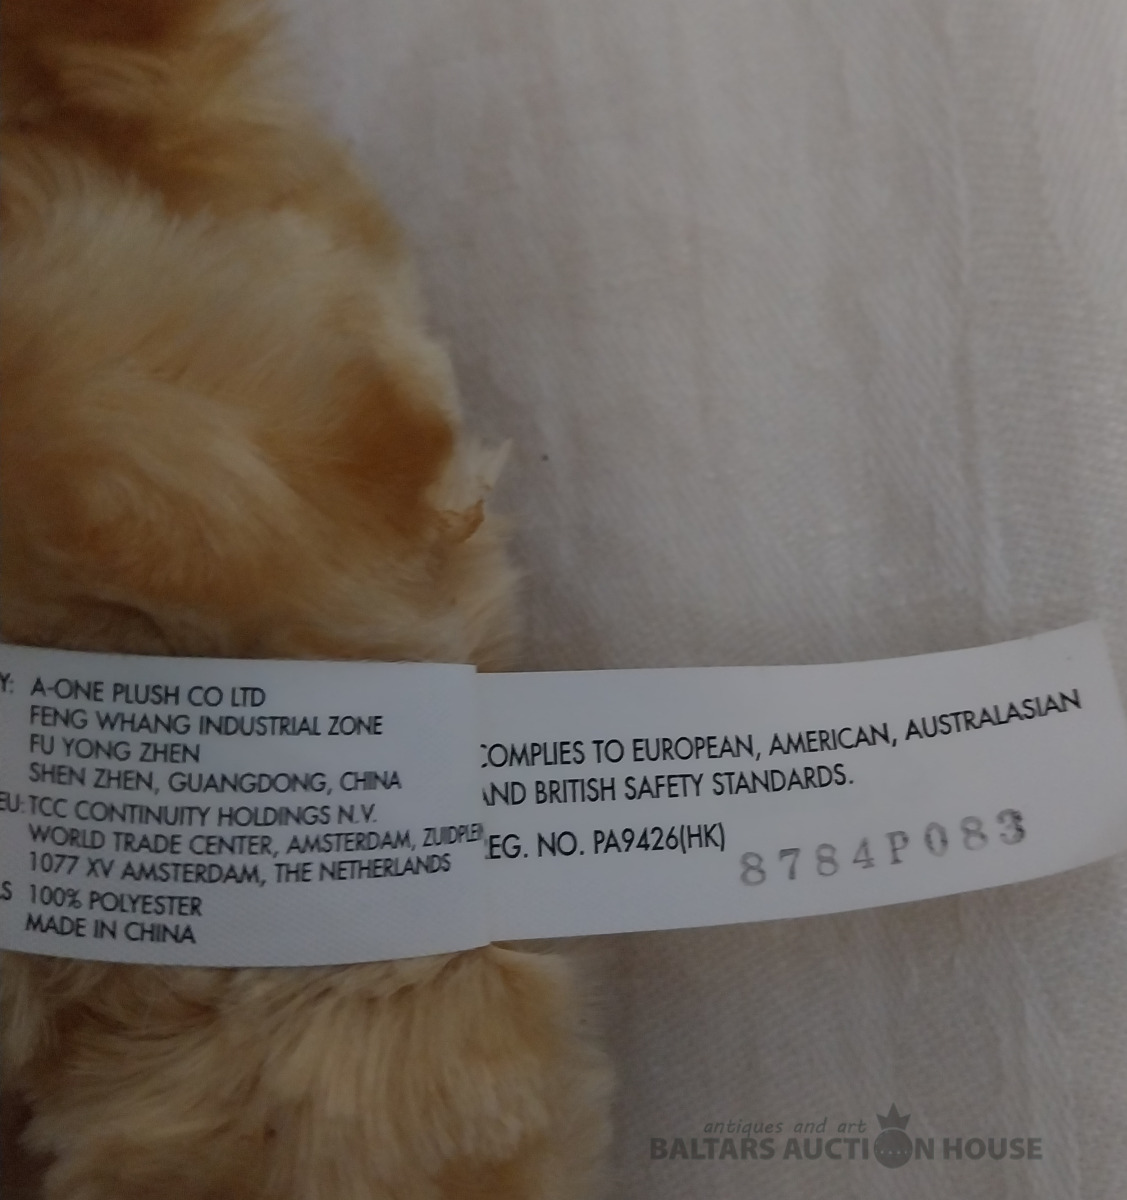 Y: A-ONE PLUSH CO LTD
FENG WHANG INDUSTRIAL ZONE
FU YONG ZHEN
SHEN ZHEN, GUANGDONG, CHINA
EU: TCC CONTINUITY HOLDINGS N.V.
WORLD TRADE CENTER, AMSTERDAM, ZUIDPLEI
1077 XV AMSTERDAM, THE NETHERLANDS
S 100% POLYESTER
MADE IN CHINA
COMPLIES TO EUROPEAN, AMERICAN, AUSTRALASIAN
AND BRITISH SAFETY STANDARDS.
EG. NO. PA9426(HK)
8784P083
antiques and art
BALTARS AUCTION HOUSE